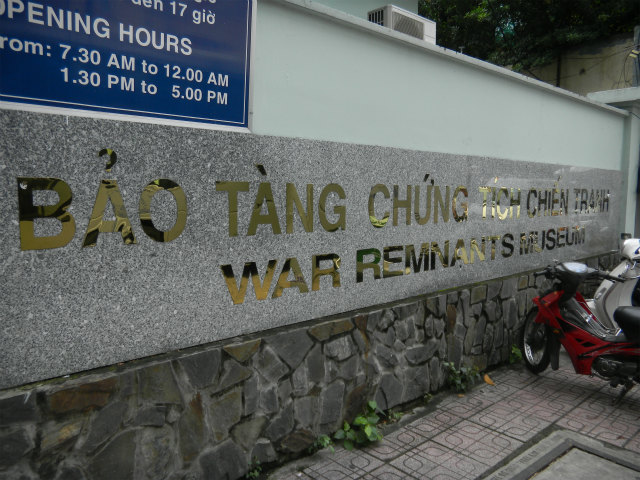 đến 17 giờ
OPENING HOURS
From: 7.30 AM to 12.00 AM
1.30 PM to 5.00 PM
BẢO TÀNG CHỨNG TÍCH CHIẾN TRANH
WAR REMNANTS MUSEUM